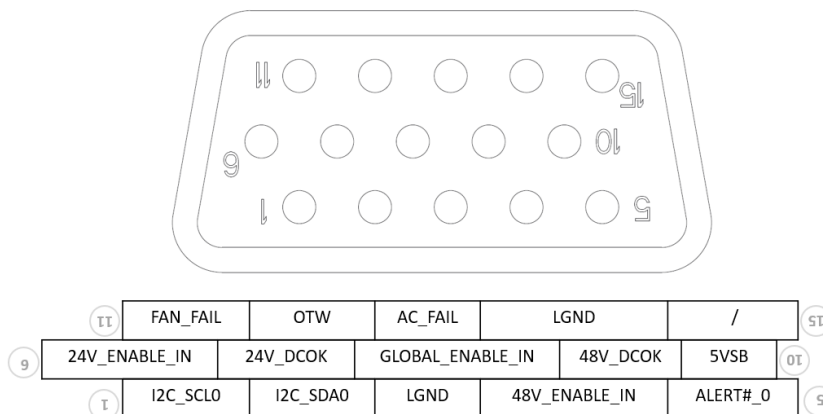 11 15
6 10
1 5
11 FAN_FAIL OTW AC_FAIL LGND / 15
6 24V_ENABLE_IN 24V_DCOK GLOBAL_ENABLE_IN 48V_DCOK 5VSB 10
1 I2C_SCL0 I2C_SDA0 LGND 48V_ENABLE_IN ALERT#_0 5